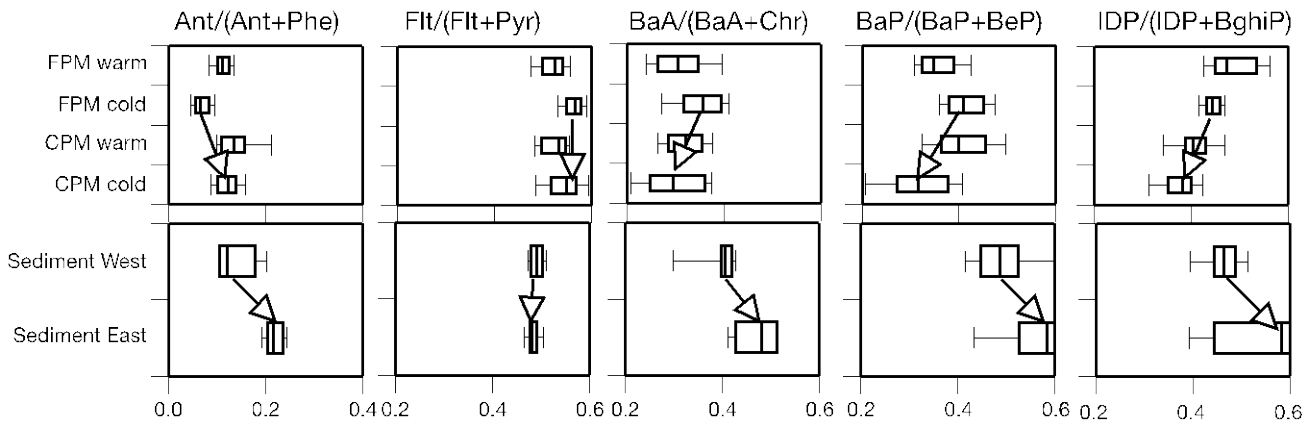 Ant/(Ant+Phe) Flt/(Flt+Pyr) BaA/(BaA+Chr) BaP/(BaP+BeP) IDP/(IDP+BghiP)
FPM warm
FPM cold
CPM warm
CPM cold
Sediment West
Sediment East
0.0 0.2 0.4 0.4 0.6 0.2 0.4 0.6 0.2 0.4 0.6 0.2 0.4 0.6